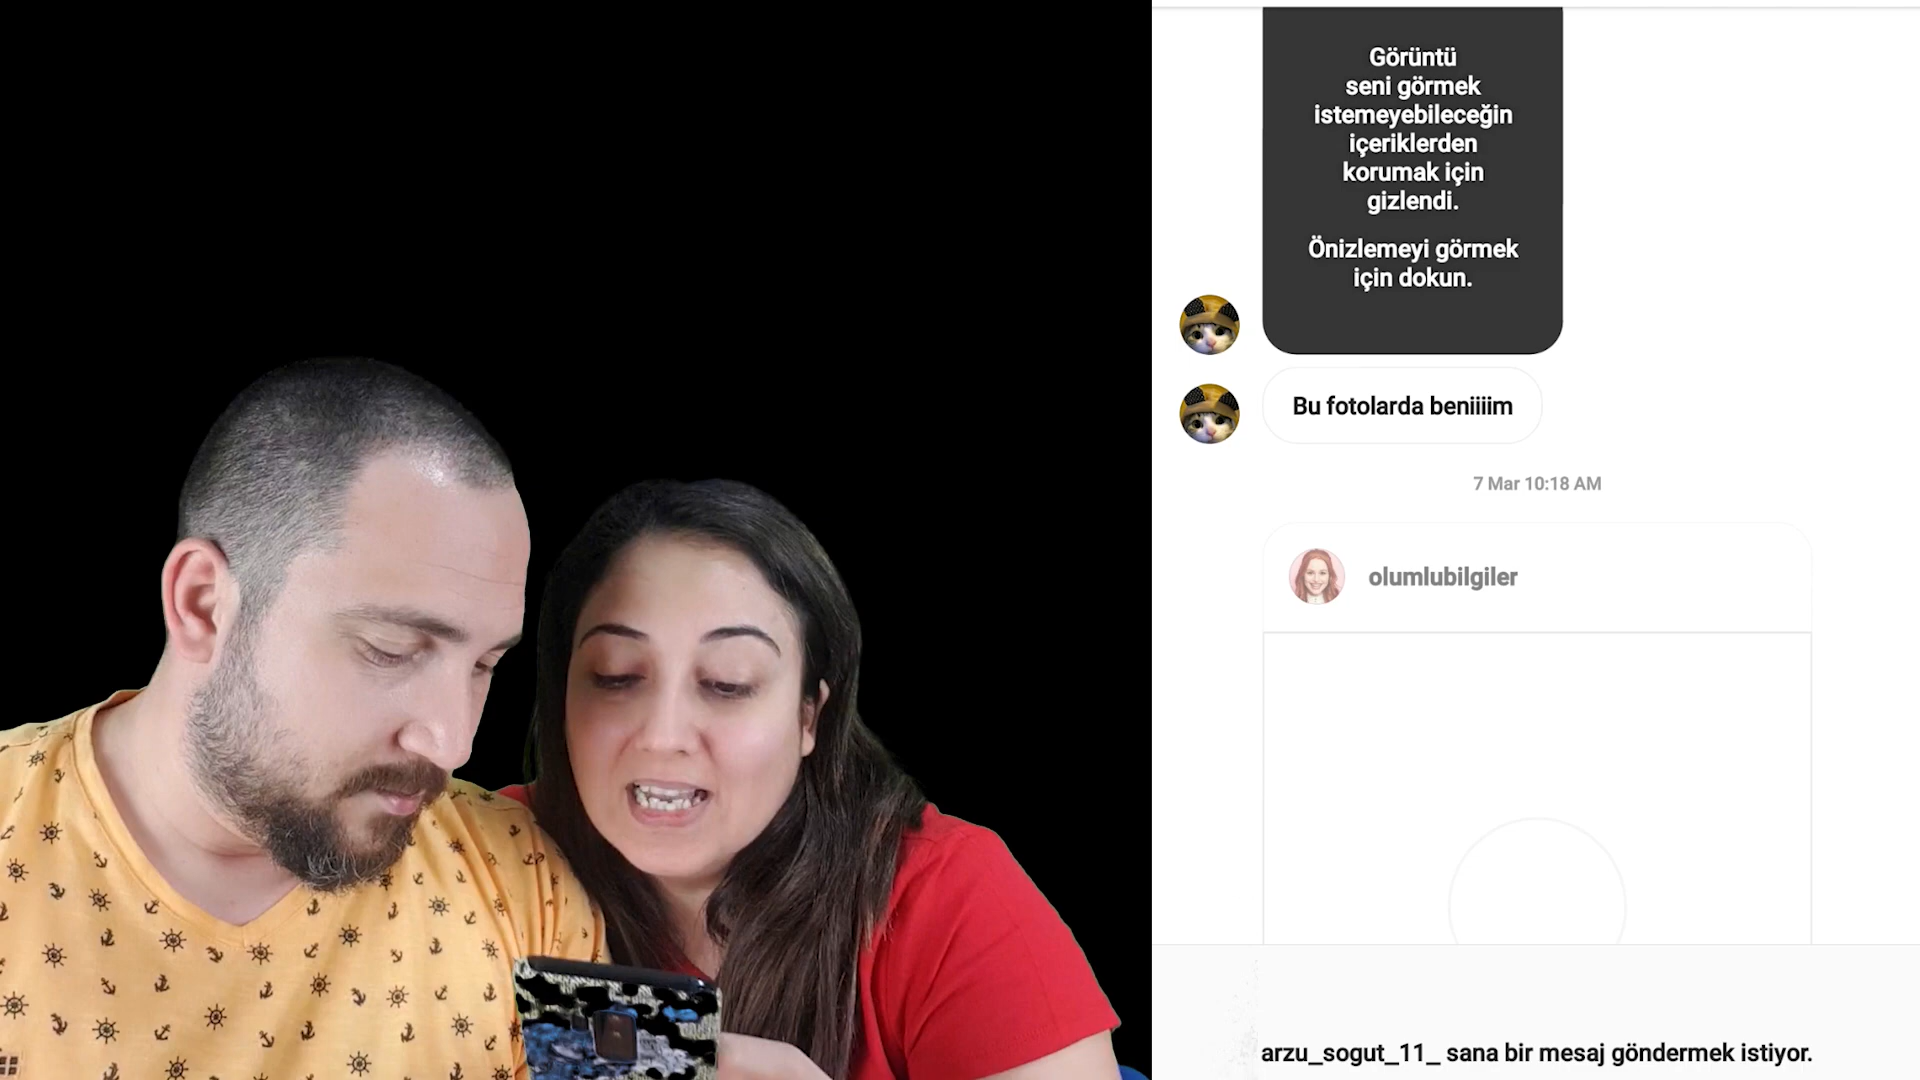 Görüntü
seni görmek
istemeyebileceğin
içeriklerden
korumak için
gizlendi.
Önizlemeyi görmek
için dokun.
Bu fotolarda beniiiim
7 Mar 10:18 AM
olumlubilgiler
arzu_sogut_11_ sana bir mesaj göndermek istiyor.